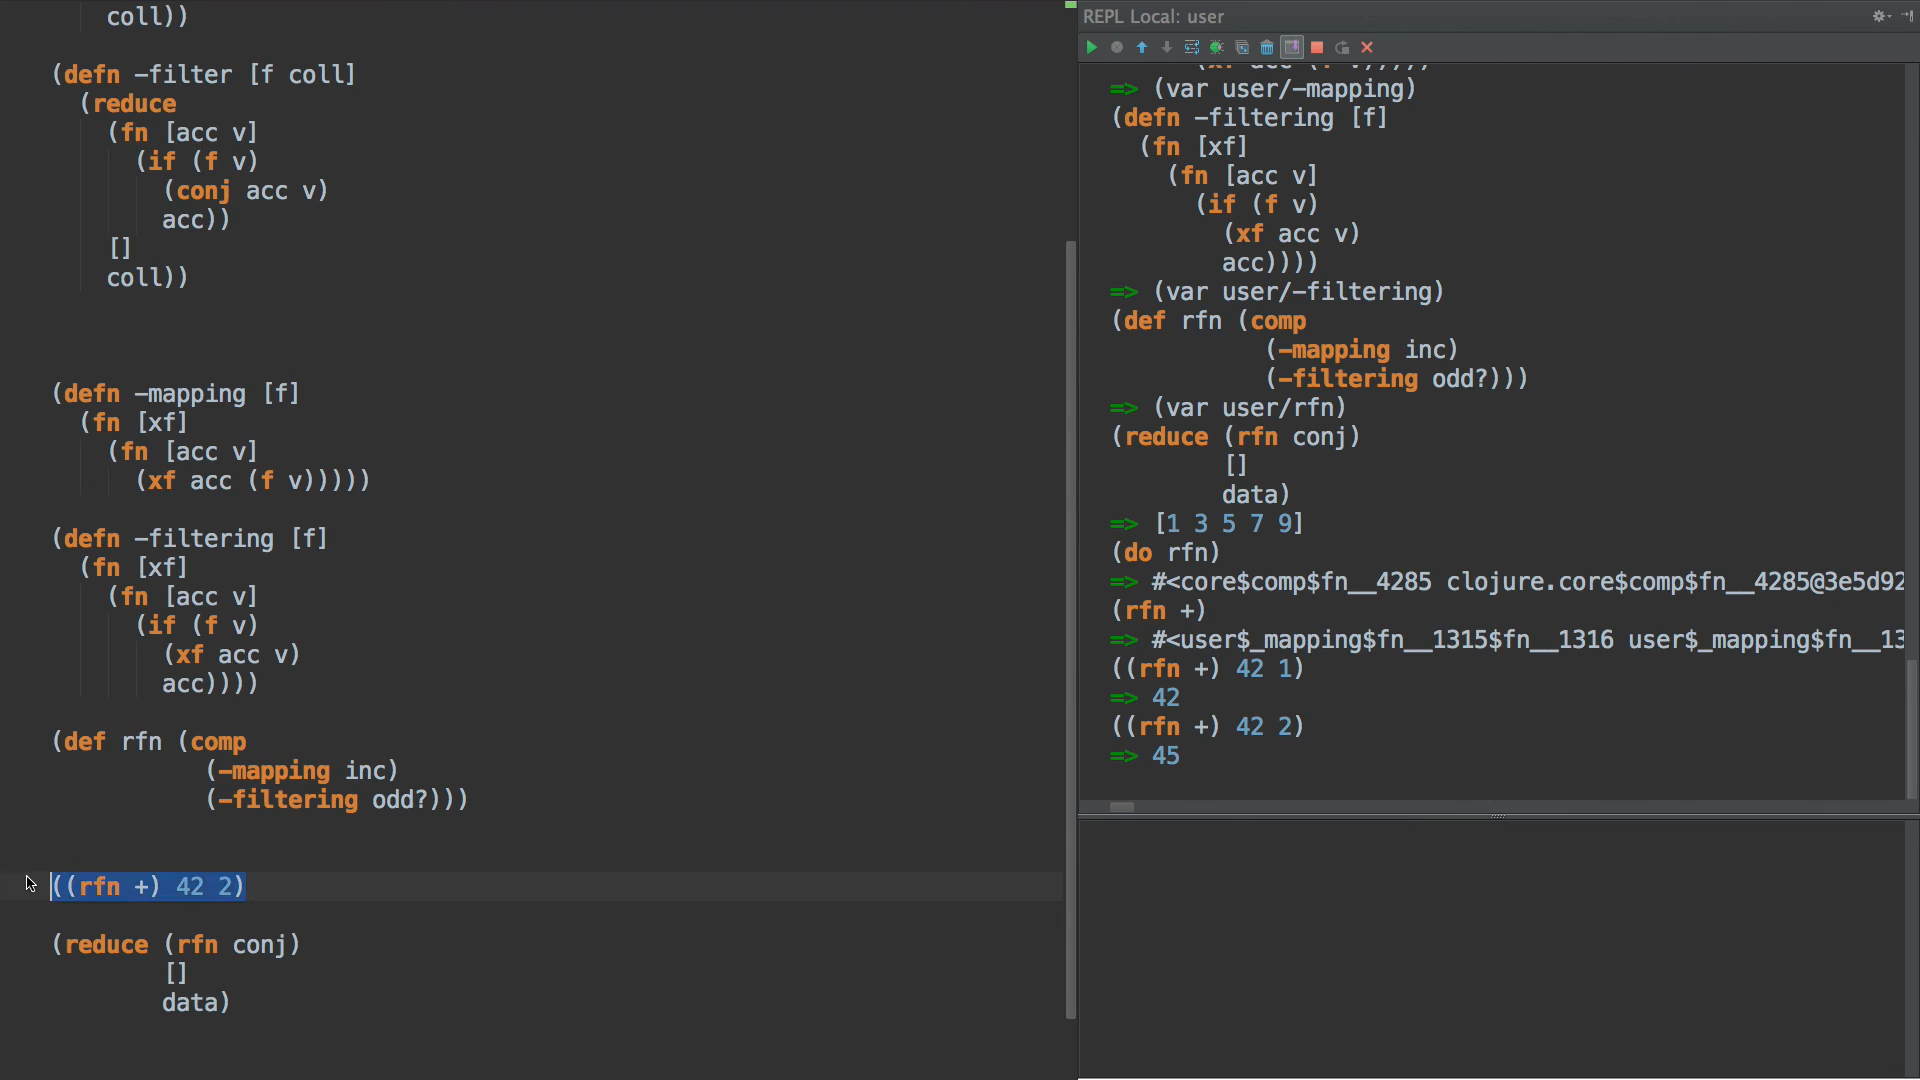 coll))
(defn -filter [f coll]
(reduce
(fn [acc v]
(if (f v)
(conj acc v)
acc))
[]
coll))
(defn -mapping [f]
(fn [xf]
(fn [acc v]
(xf acc (f v)))))
(defn -filtering [f]
(fn [xf]
(fn [acc v]
(if (f v)
(xf acc v)
acc))))
(def rfn (comp
(-mapping inc)
(-filtering odd?)))
((rfn +) 42 2)
(reduce (rfn conj)
[]
data)
REPL Local: user
=> (var user/-mapping)
(defn -filtering [f]
(fn [xf]
(fn [acc v]
(if (f v)
(xf acc v)
acc))))
=> (var user/-filtering)
(def rfn (comp
(-mapping inc)
(-filtering odd?)))
=> (var user/rfn)
(reduce (rfn conj)
[]
data)
=> [1 3 5 7 9]
(do rfn)
=> #<core$comp$fn__4285 clojure.core$comp$fn__4285@3e5d92
(rfn +)
=> #<user$_mapping$fn__1315$fn__1316 user$_mapping$fn__13
((rfn +) 42 1)
=> 42
((rfn +) 42 2)
=> 45